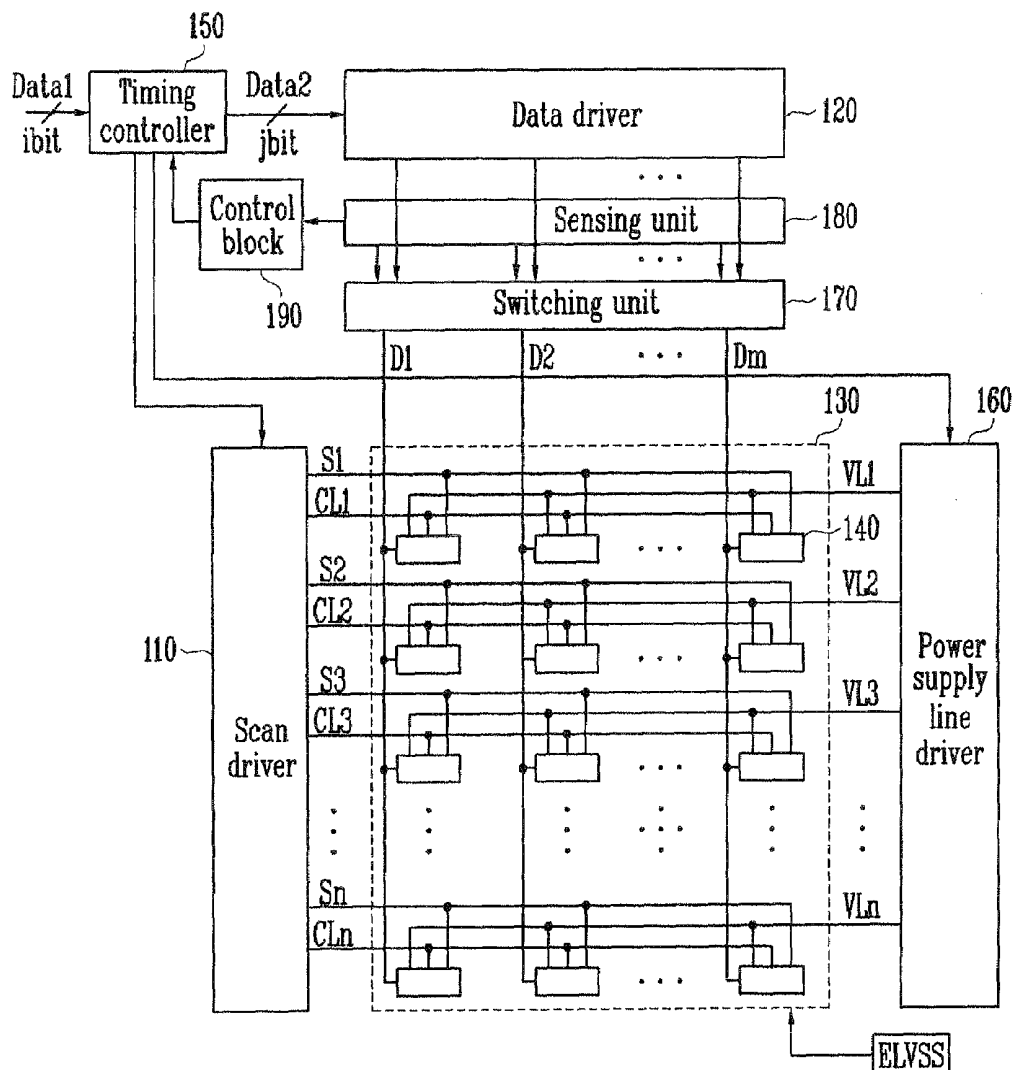 150
Data1
ibit
Timing
controller
Data2
jbit
Data driver
120
Control
block
190
Sensing unit
180
Switching unit
170
D1
D2
Dm
130
160
110
Scan
driver
S1
CL1
VL1
140
S2
CL2
VL2
S3
CL3
VL3
Sn
CLn
VLn
Power
supply
line
driver
ELVSS